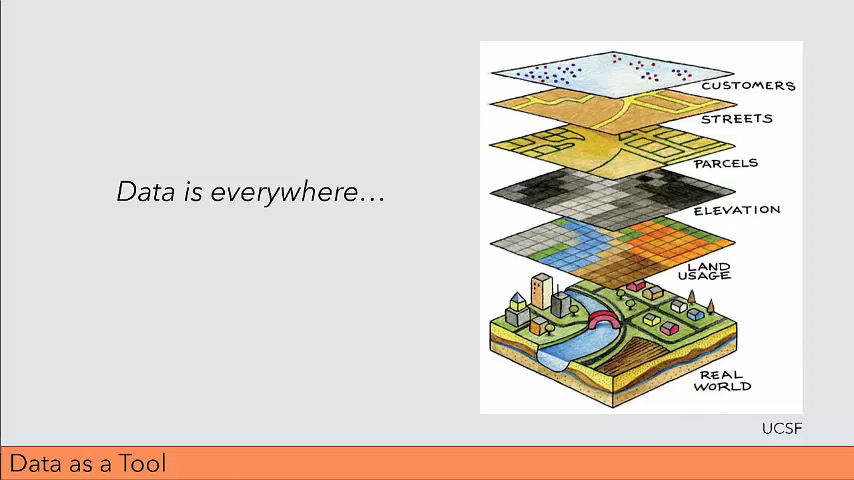 Data is everywhere…
CUSTOMERS
STREETS
PARCELS
ELEVATION
LAND
USAGE
REAL
WORLD
UCSF
Data as a Tool